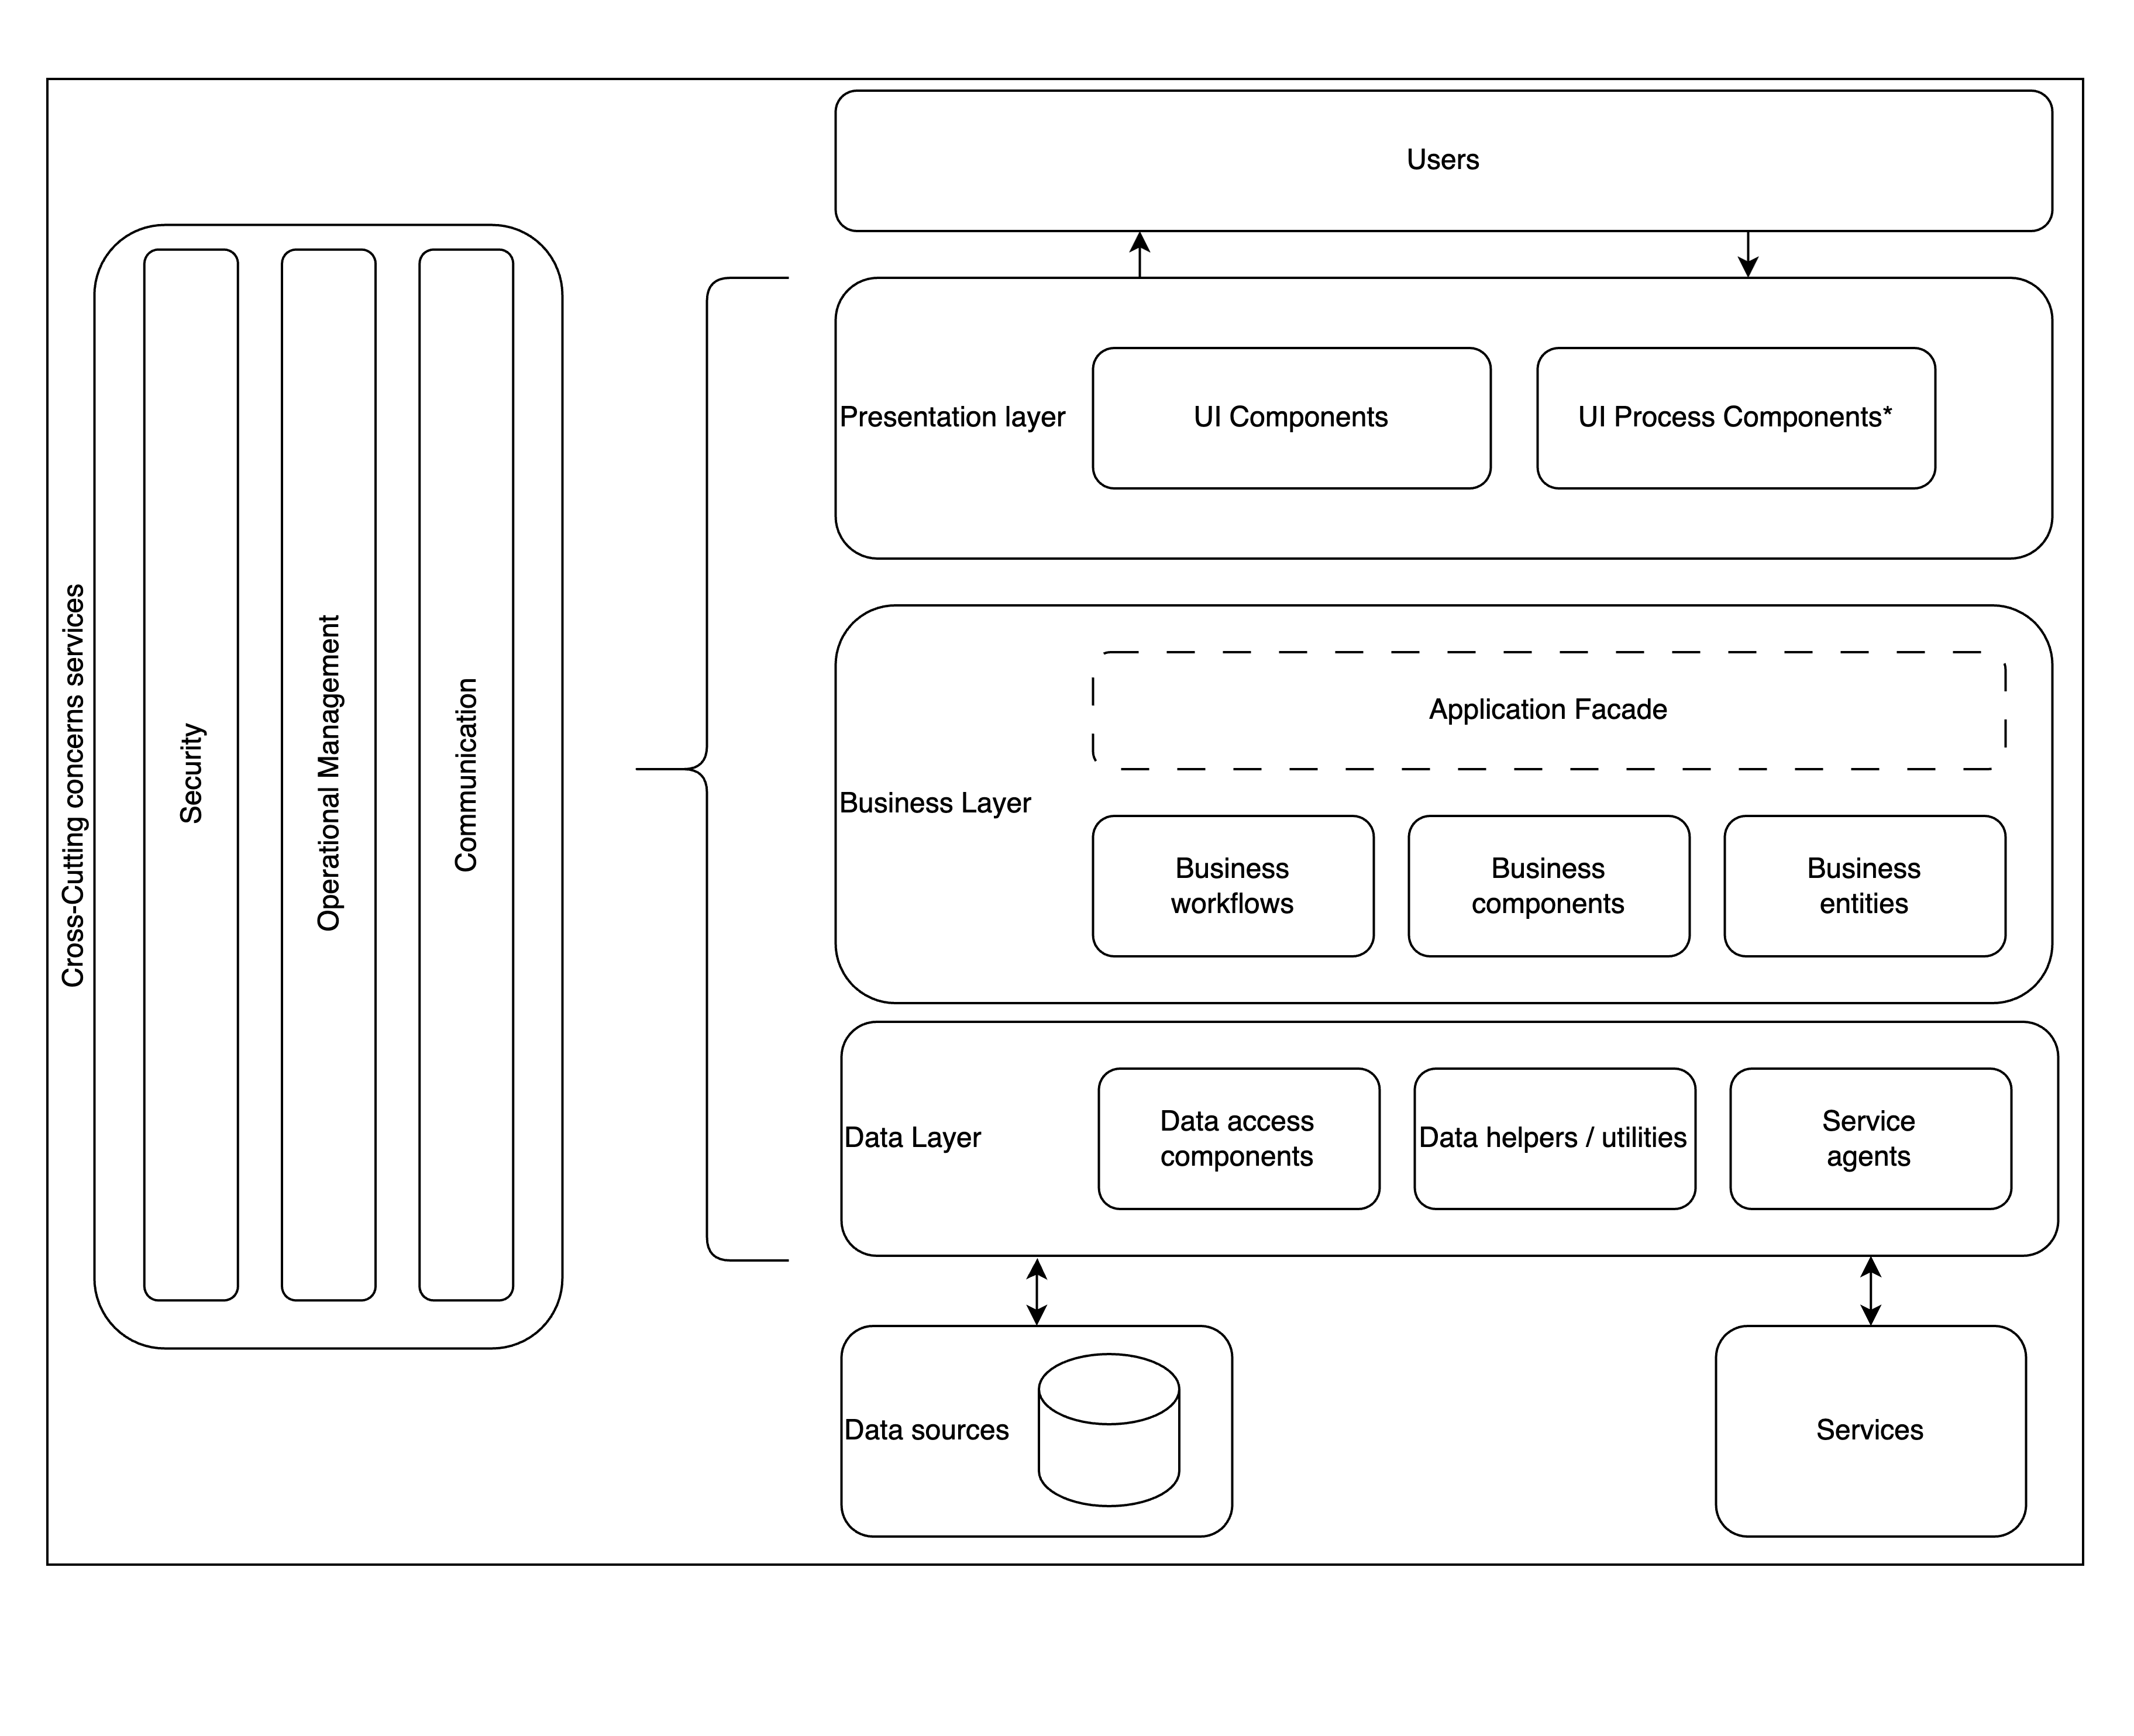 Users
Cross-Cutting concerns services
Security
Operational Management
Communication
Presentation layer
UI Components
UI Process Components*
Business Layer
Application Facade
Business
workflows
Business
components
Business
entities
Data Layer
Data access
components
Data helpers / utilities
Service
agents
Data sources
Services